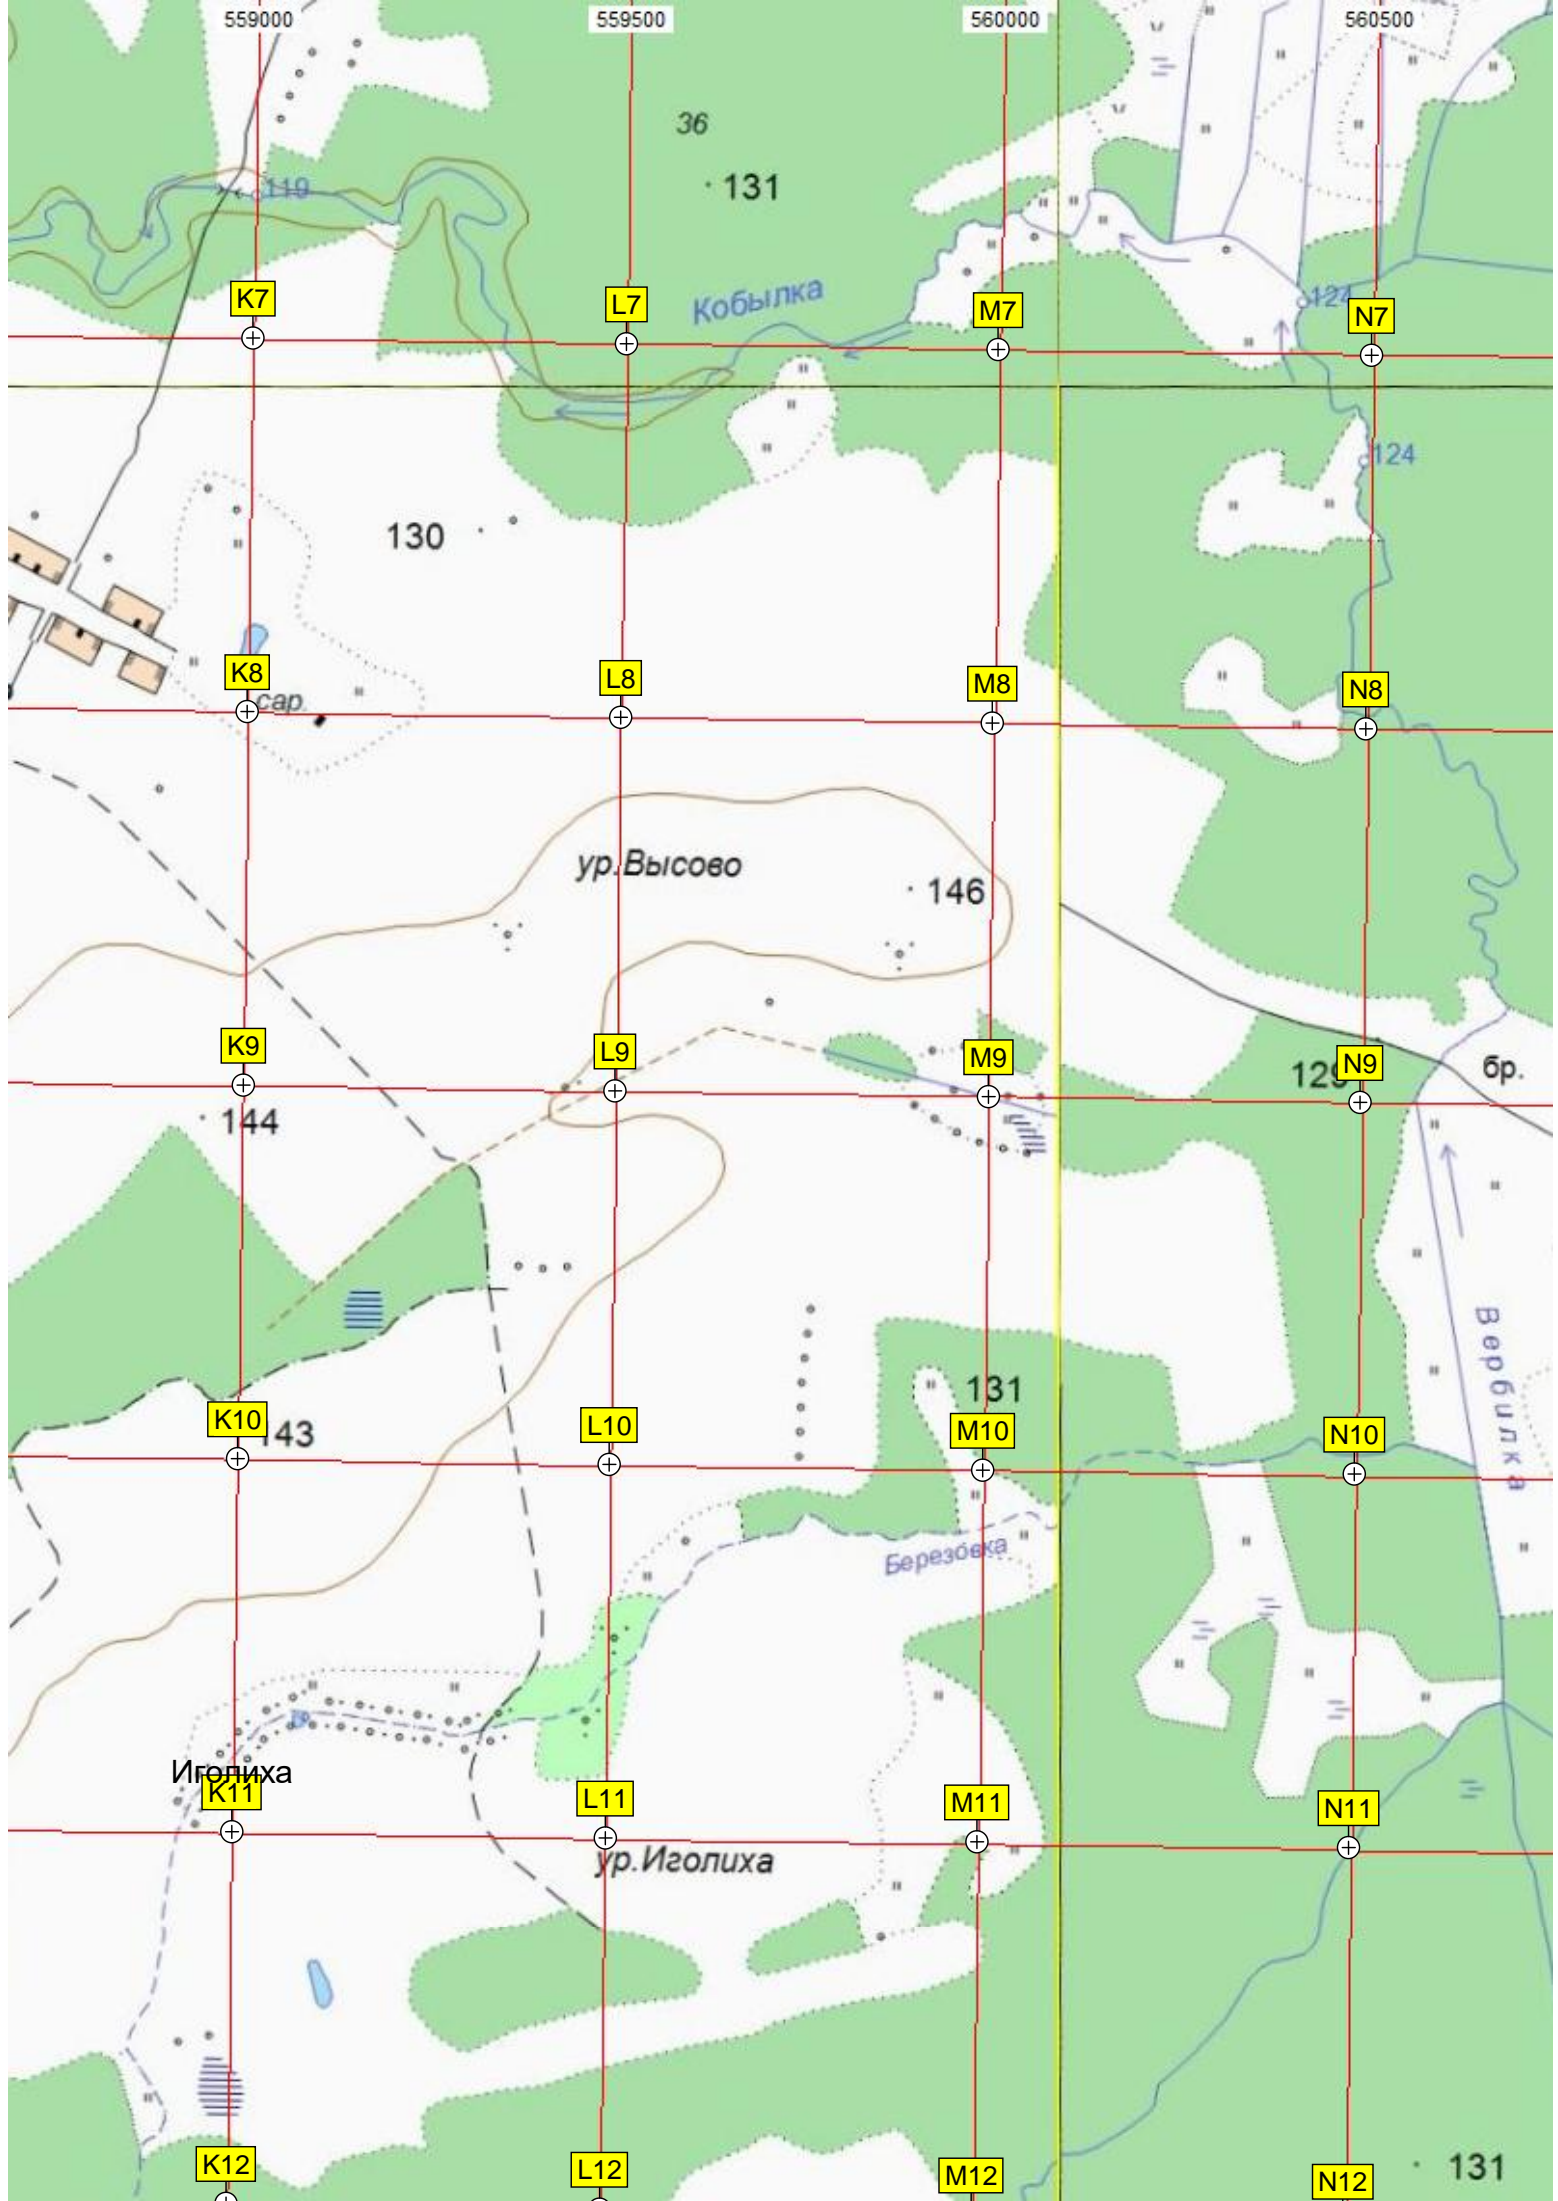 559000 559500 560000 560500
36
131
119
Кобылка
K7 L7 M7 N7
124
124
130
K8 L8 M8 N8
сар.
ур.Высово
146
K9 L9 M9 N9
129
бр.
144
131
Вербилка
K10 L10 M10 N10
143
Березовка
Иголиха
K11 L11 M11 N11
ур.Иголиха
K12 L12 M12 N12
131